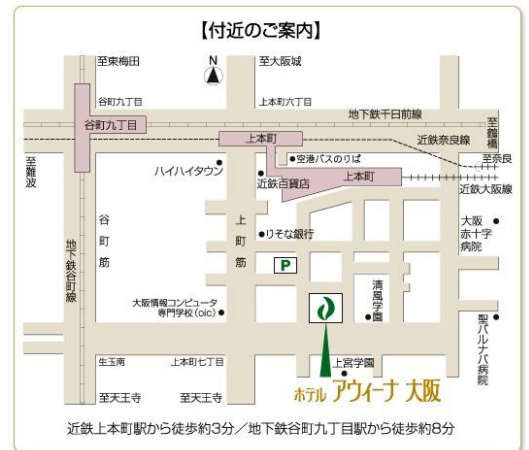 【付近のご案内】
至東梅田
N
至大阪城
谷町九丁目
上本町六丁目
地下鉄千日前線
谷町九丁目
上本町
近鉄奈良線
至鶴橋
至難波
ハイハイタウン
空港バスのりば
上本町
至奈良
近鉄百貨店
近鉄大阪線
谷町筋
上町筋
りそな銀行
大阪赤十字病院
地下鉄谷町線
P
清風学園
大阪情報コンピュータ
専門学校(oic)
聖バルナバ病院
生玉南
上本町七丁目
上宮学園
至天王寺
至天王寺
ホテル アウィーナ 大阪
近鉄上本町駅から徒歩約3分/地下鉄谷町九丁目駅から徒歩約8分